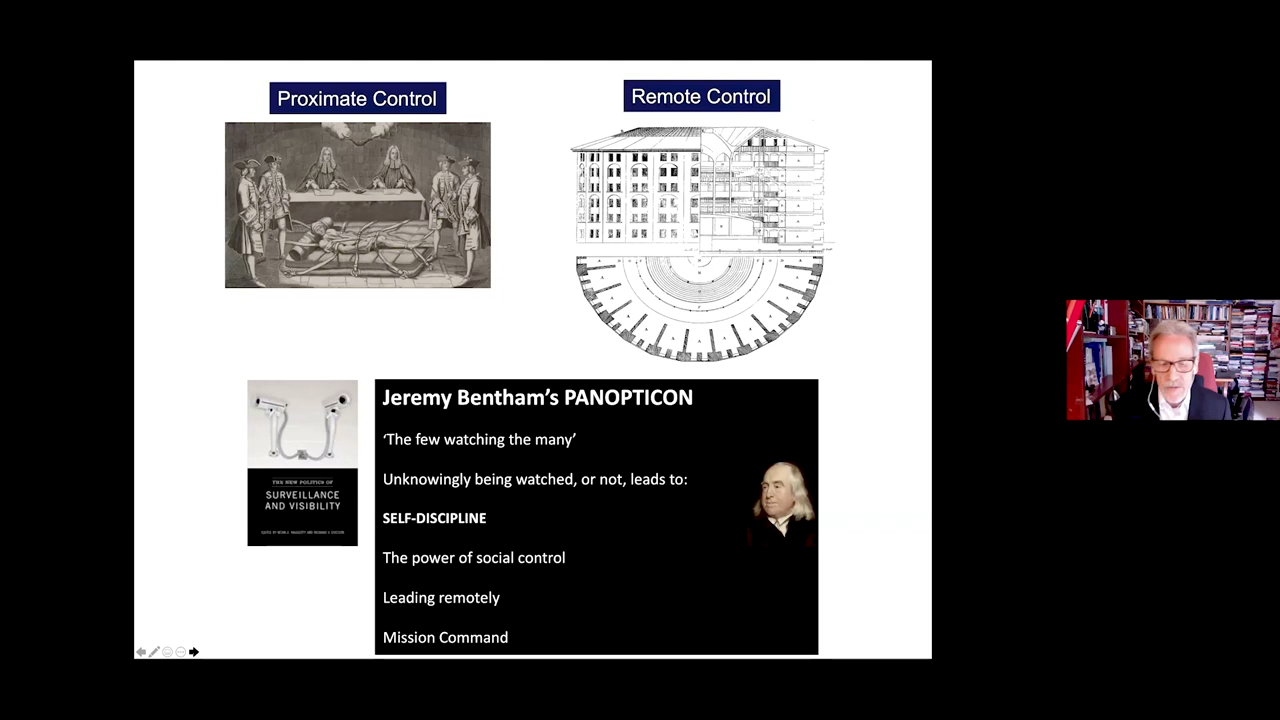 Proximate Control
Remote Control
THE NEW POLITICS OF
SURVEILLANCE
AND VISIBILITY
Jeremy Bentham’s PANOPTICON
‘The few watching the many’
Unknowingly being watched, or not, leads to:
SELF-DISCIPLINE
The power of social control
Leading remotely
Mission Command